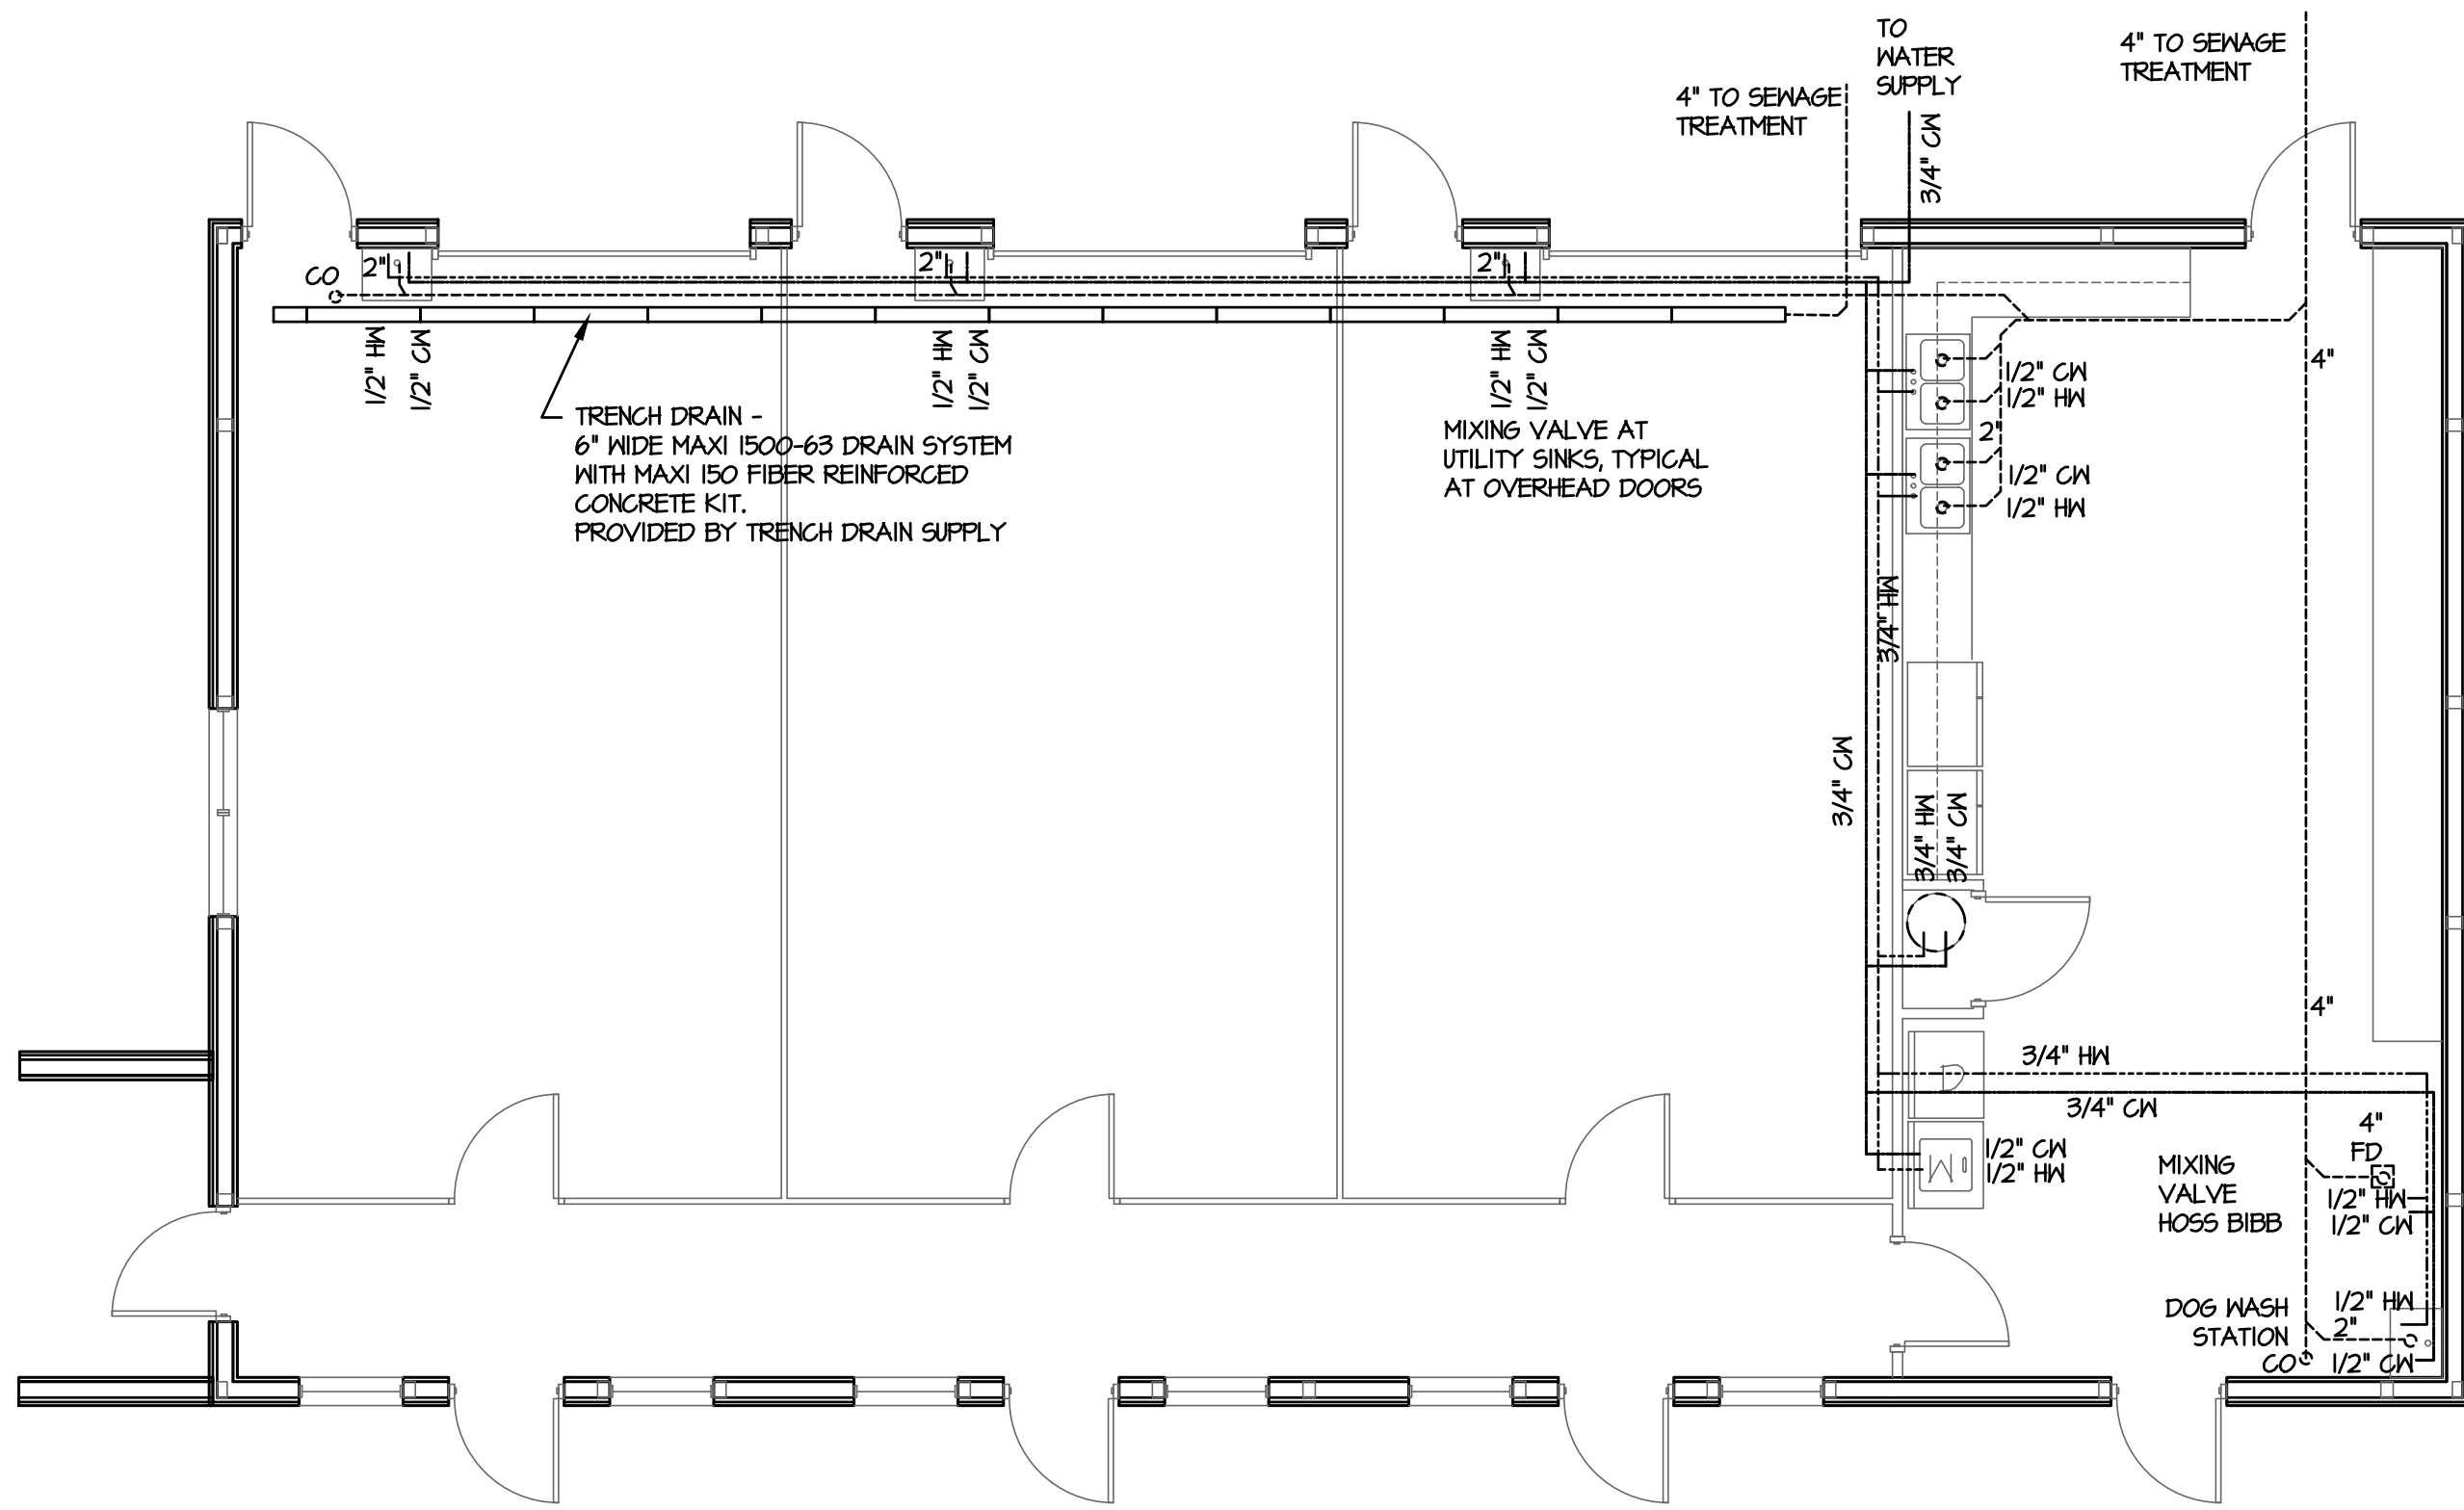 TO
WATER
SUPPLY
4" TO SEWAGE
TREATMENT
4" TO SEWAGE
TREATMENT
3/4" CW
CO
2"
2"
2"
1/2" HW
1/2" CW
1/2" HW
1/2" CW
1/2" HW
1/2" CW
TRENCH DRAIN -
6" WIDE MAXI 1500-63 DRAIN SYSTEM
WITH MAXI 150 FIBER REINFORCED
CONCRETE KIT.
PROVIDED BY TRENCH DRAIN SUPPLY
MIXING VALVE AT
UTILITY SINKS, TYPICAL
AT OVERHEAD DOORS
1/2" CW
1/2" HW
2"
1/2" CW
1/2" HW
4"
3/4" HW
3/4" CW
3/4" HW
3/4" CW
4"
3/4" HW
3/4" CW
D
W
1/2" CW
1/2" HW
4"
FD
MIXING
VALVE
HOSS BIBB
1/2" HW
1/2" CW
DOG WASH
STATION
1/2" HW
2"
CO
1/2" CW